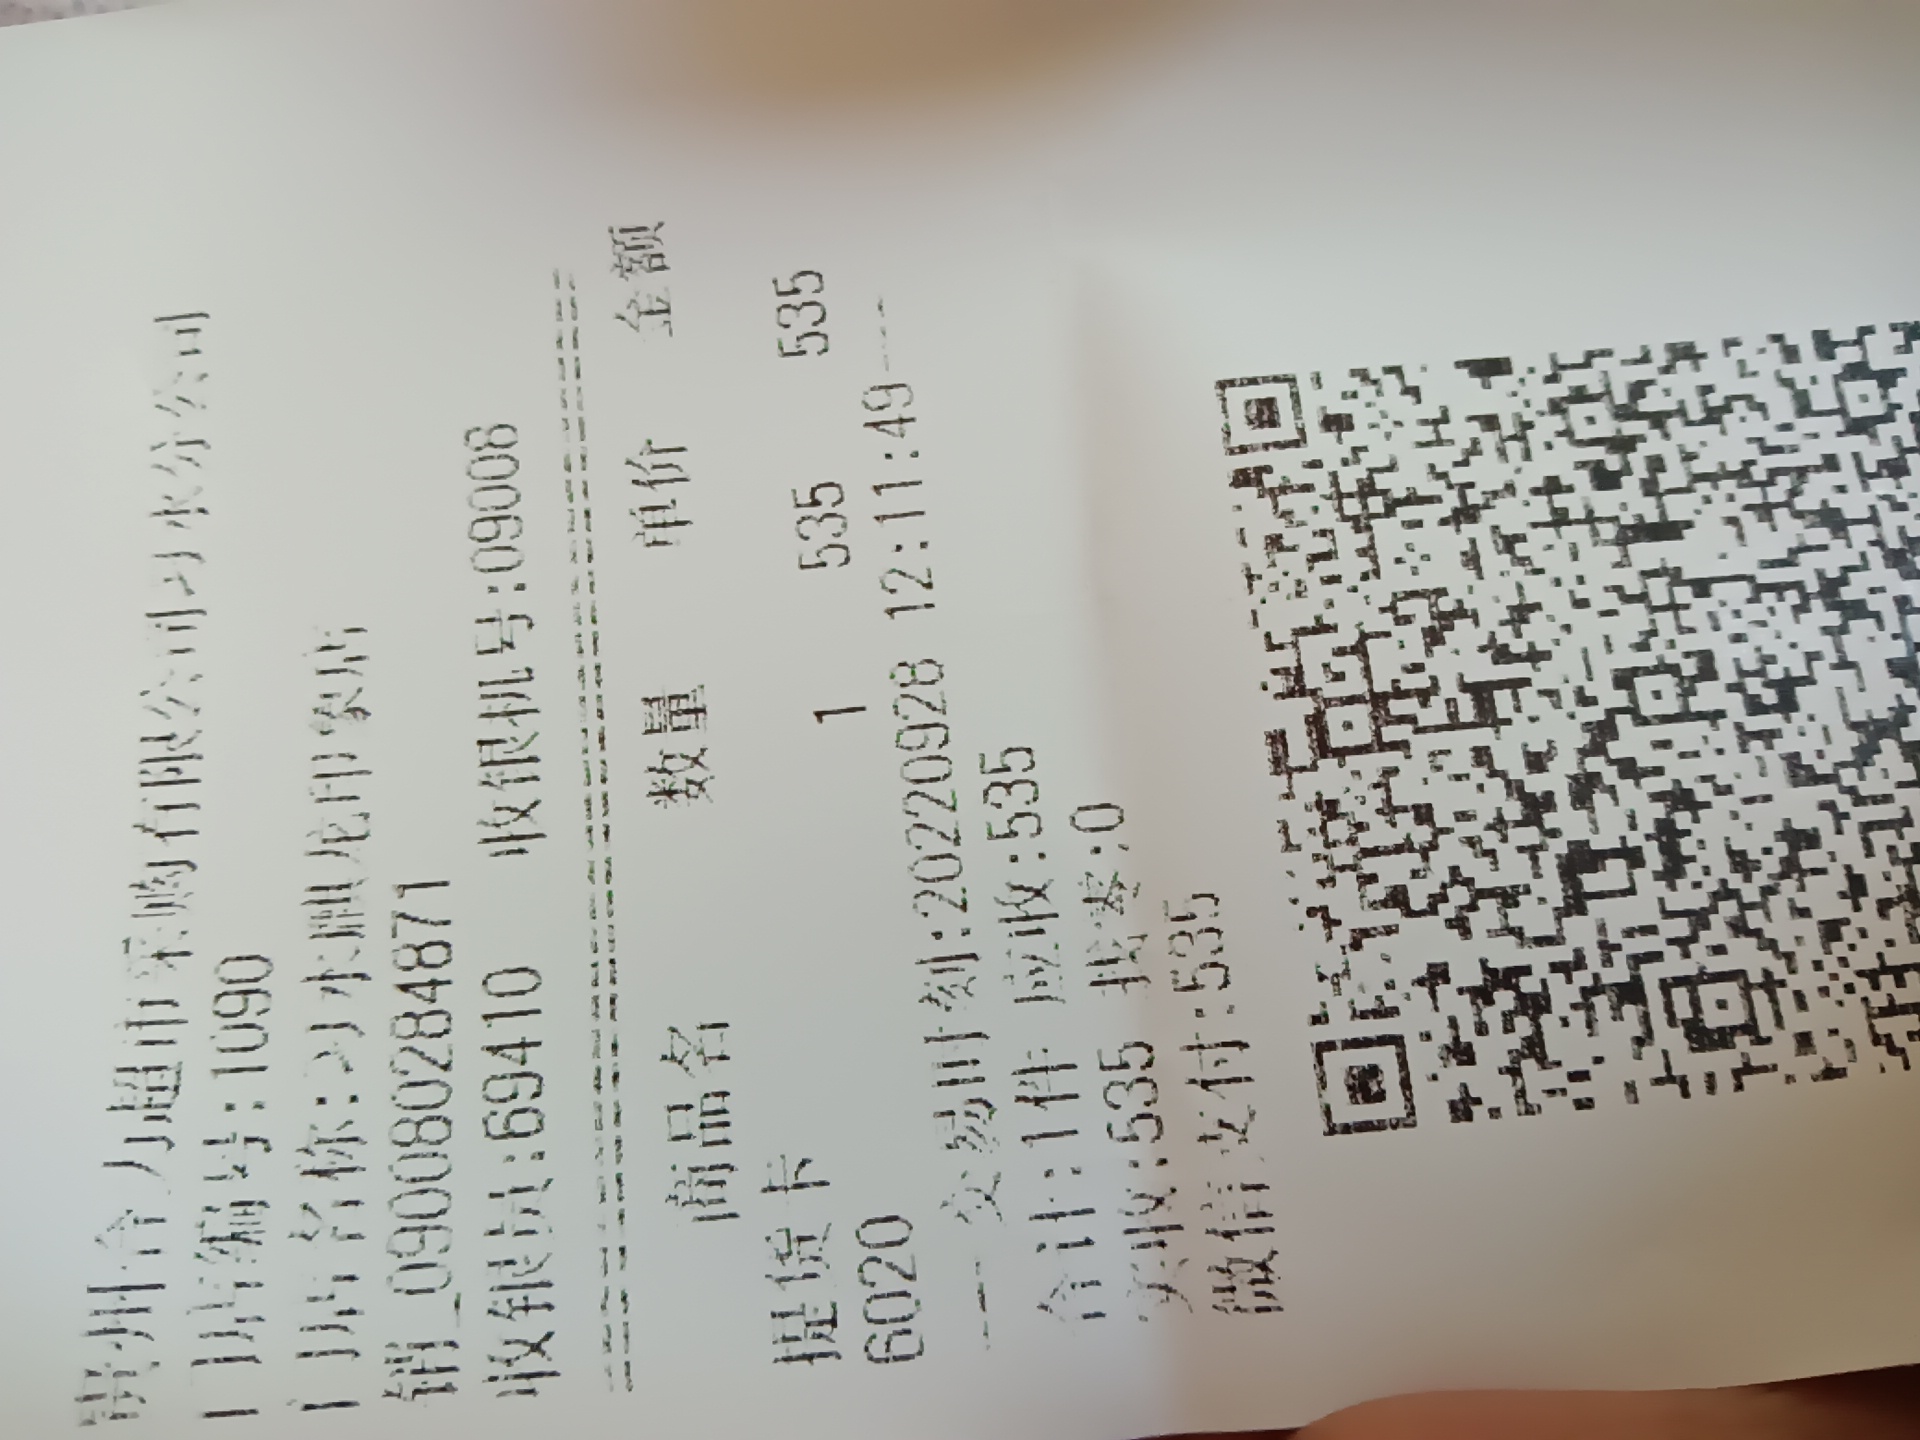 贵州合力超市采购有限公司习水分公司
门店编号:1090
门店名称:习水麒龙印象店
销_090080284871
收银员:69410 收银机号:09008
商品名 数量 单价 金额
提货卡 1 535 535
6020
交易时刻:20220928 12:11:49
合计:1件 应收:535
实收:535 找零:0
微信支付:535